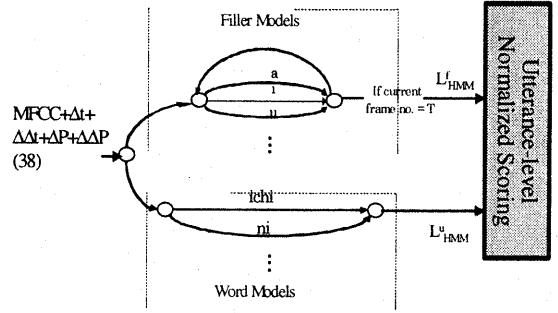 Filler Models
a
i
u
If current
frame no. = T
L^f_HMM
MFCC+Δt+
ΔΔt+ΔP+ΔΔP
(38)
ichi
ni
L^u_HMM
Word Models
Utterance-level
Normalized Scoring